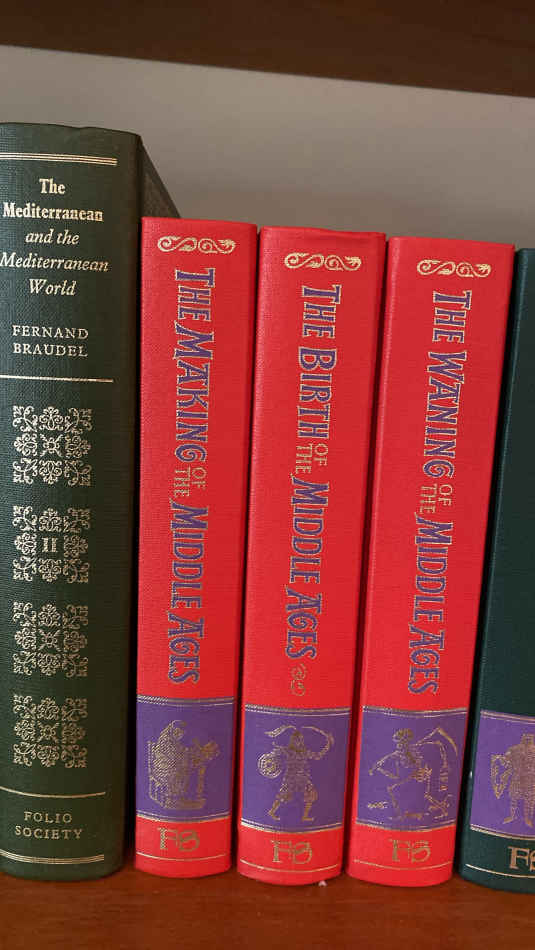 The
Mediterranean
and the
Mediterranean
World
FERNAND
BRAUDEL
II
FOLIO
SOCIETY
THE MAKING OF THE MIDDLE AGES
FS
THE BIRTH OF THE MIDDLE AGES
FS
THE WANING OF THE MIDDLE AGES
FS
FS